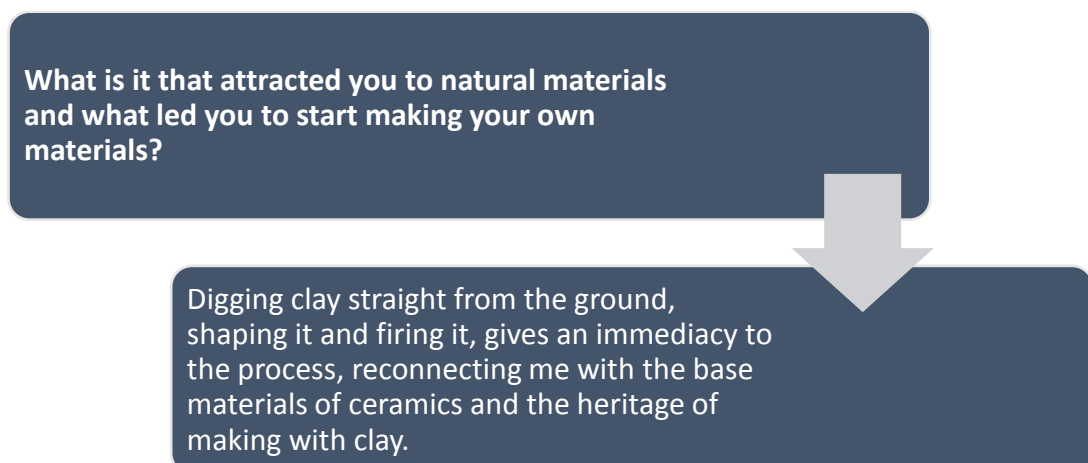 What is it that attracted you to natural materials
and what led you to start making your own
materials?
Digging clay straight from the ground,
shaping it and firing it, gives an immediacy to
the process, reconnecting me with the base
materials of ceramics and the heritage of
making with clay.